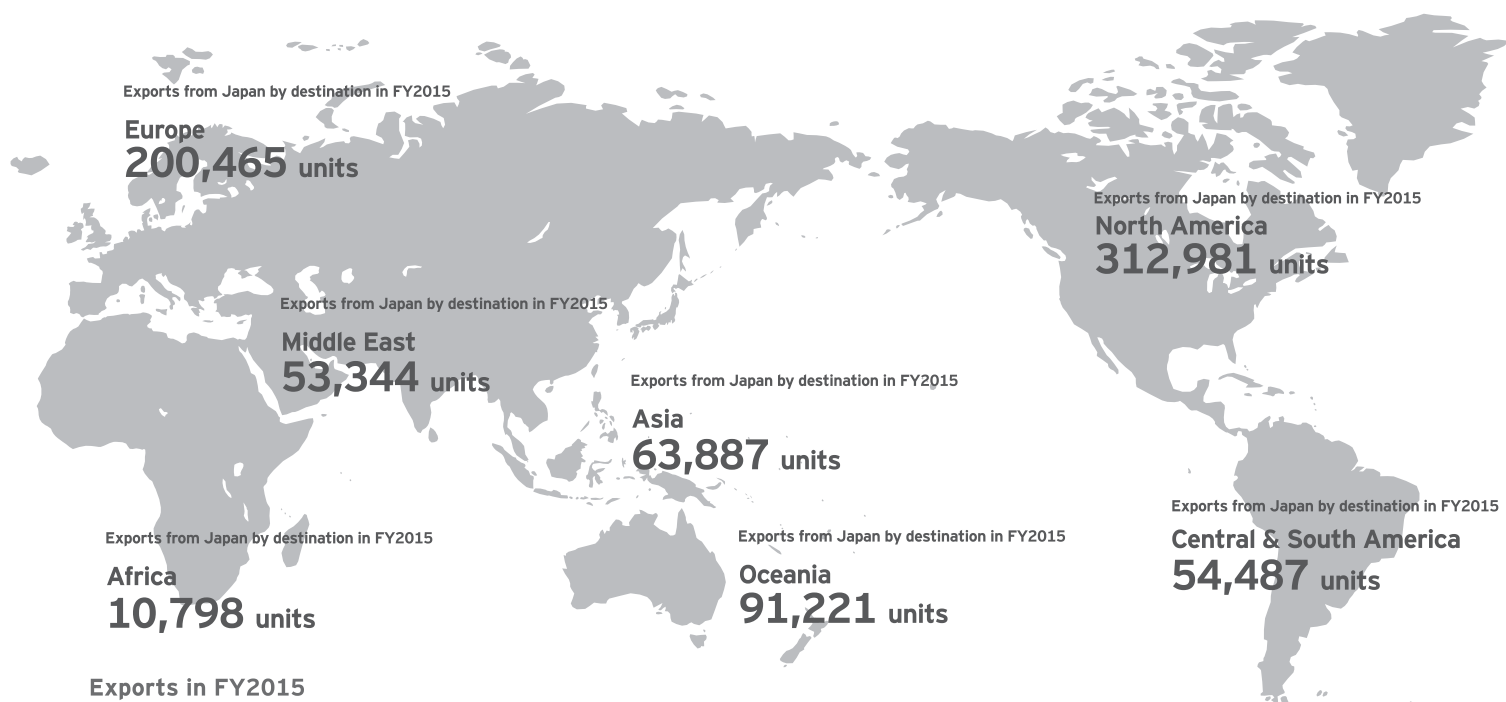 Exports from Japan by destination in FY2015
Europe
200,465 units
Exports from Japan by destination in FY2015
North America
312,981 units
Exports from Japan by destination in FY2015
Middle East
53,344 units
Exports from Japan by destination in FY2015
Asia
63,887 units
Exports from Japan by destination in FY2015
Central & South America
54,487 units
Exports from Japan by destination in FY2015
Africa
10,798 units
Exports from Japan by destination in FY2015
Oceania
91,221 units
Exports in FY2015